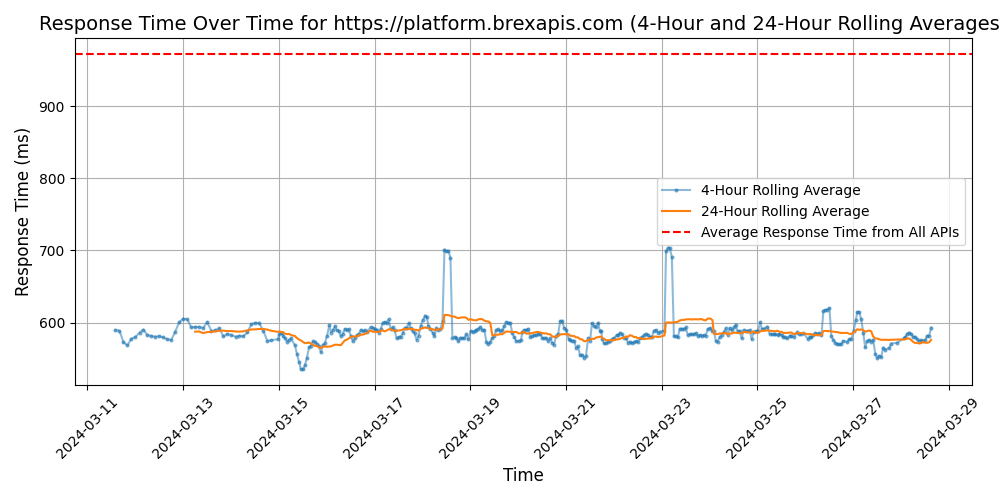 Response Time Over Time for https://platform.brexapis.com (4-Hour and 24-Hour Rolling Averages
Response Time (ms)
900
800
700
600
4-Hour Rolling Average
24-Hour Rolling Average
Average Response Time from All APIs
2024-03-11
2024-03-13
2024-03-15
2024-03-17
2024-03-19
2024-03-21
2024-03-23
2024-03-25
2024-03-27
2024-03-29
Time